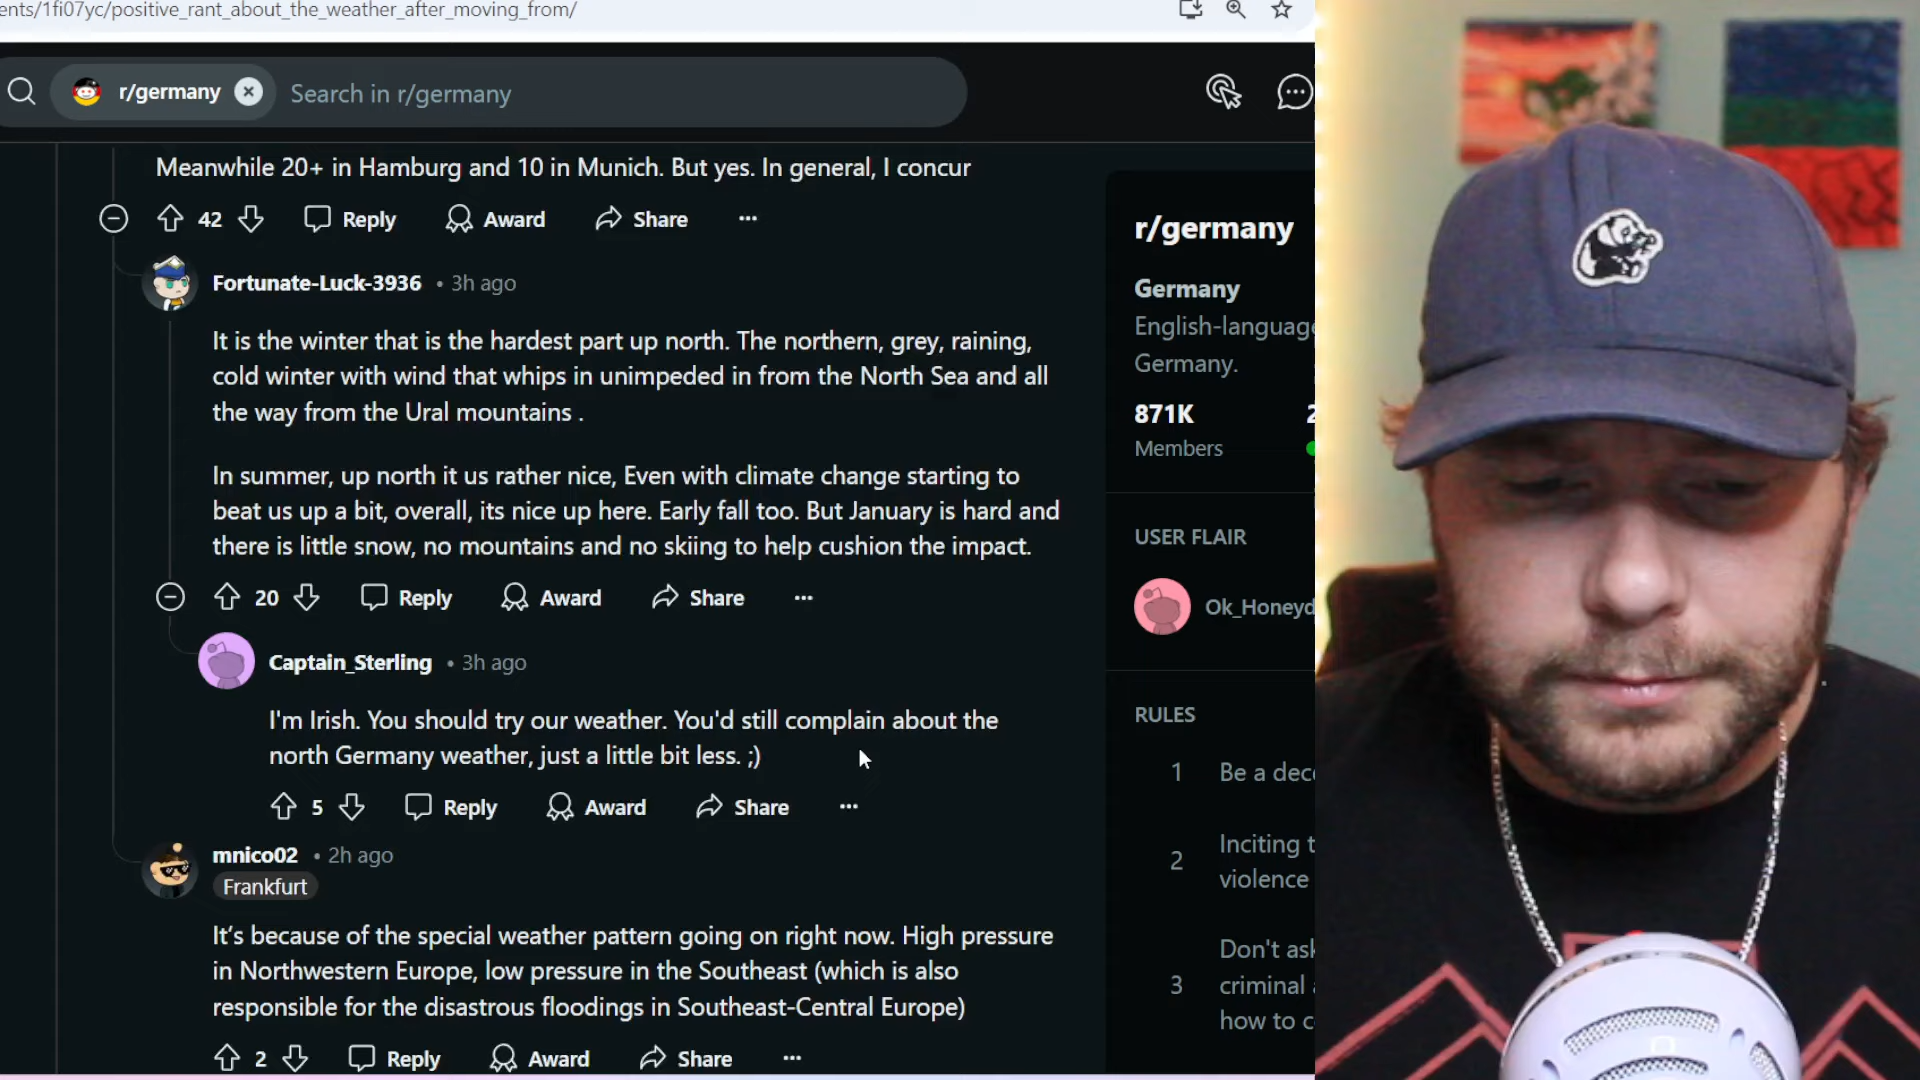 ents/1fi07yc/positive_rant_about_the_weather_after_moving_from/
r/germany
Search in r/germany
Meanwhile 20+ in Hamburg and 10 in Munich. But yes. In general, I concur
42 Reply Award Share
Fortunate-Luck-3936 • 3h ago
It is the winter that is the hardest part up north. The northern, grey, raining,
cold winter with wind that whips in unimpeded in from the North Sea and all
the way from the Ural mountains .
In summer, up north it us rather nice, Even with climate change starting to
beat us up a bit, overall, its nice up here. Early fall too. But January is hard and
there is little snow, no mountains and no skiing to help cushion the impact.
20 Reply Award Share
Captain_Sterling • 3h ago
I'm Irish. You should try our weather. You'd still complain about the
north Germany weather, just a little bit less. ;)
5 Reply Award Share
mnico02 • 2h ago
Frankfurt
It's because of the special weather pattern going on right now. High pressure
in Northwestern Europe, low pressure in the Southeast (which is also
responsible for the disastrous floodings in Southeast-Central Europe)
2 Reply Award Share
r/germany
Germany
English-language
Germany.
871K
Members
USER FLAIR
Ok_Honeyd
RULES
1 Be a dec
2 Inciting t
violence
3 Don't ask
criminal
how to c